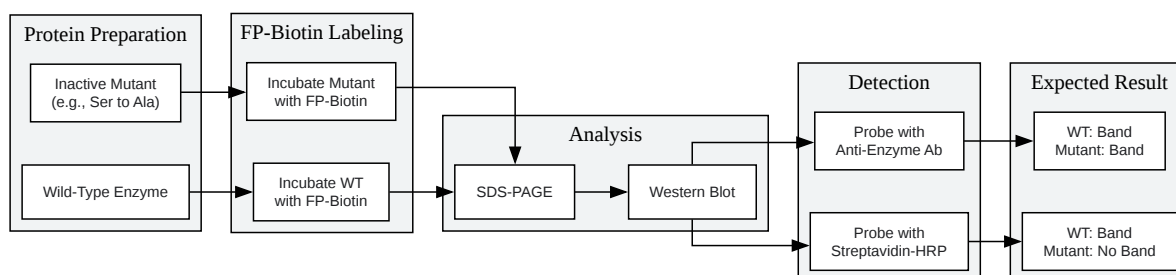 Protein Preparation
Inactive Mutant
(e.g., Ser to Ala)
Wild-Type Enzyme
FP-Biotin Labeling
Incubate Mutant
with FP-Biotin
Incubate WT
with FP-Biotin
Analysis
SDS-PAGE
Western Blot
Detection
Probe with
Anti-Enzyme Ab
Probe with
Streptavidin-HRP
Expected Result
WT: Band
Mutant: Band
WT: Band
Mutant: No Band